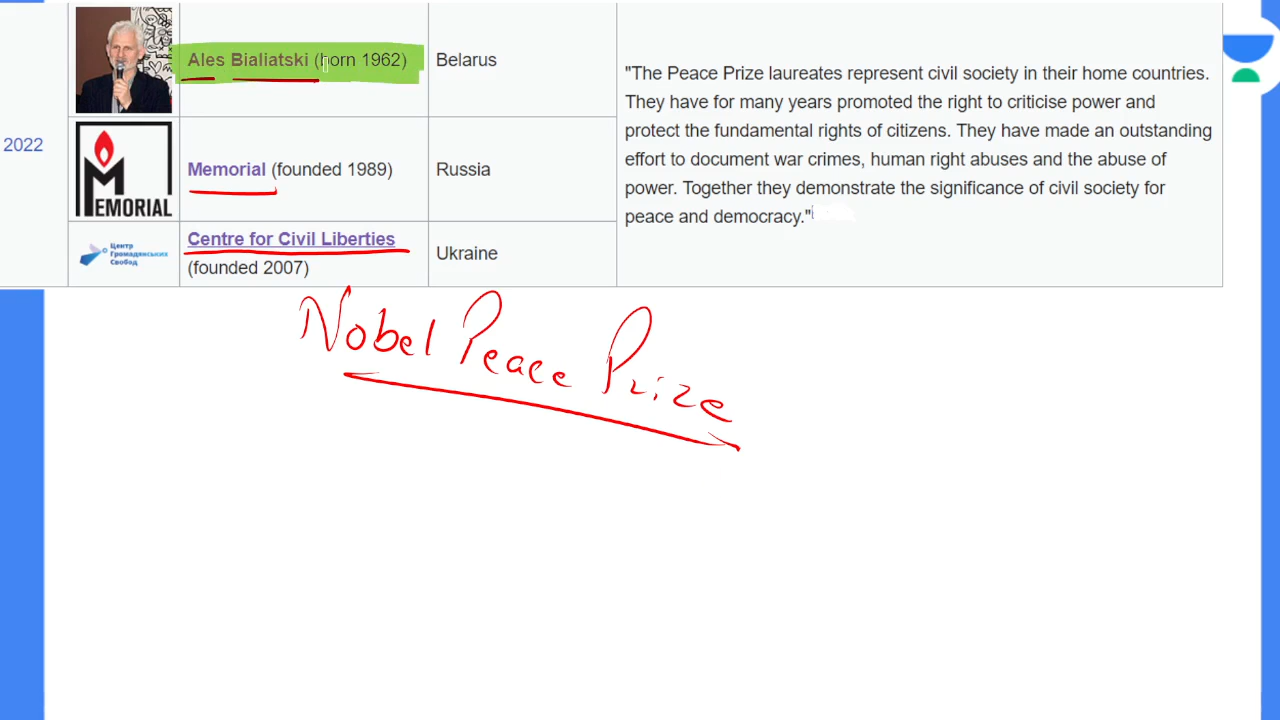 Ales Bialiatski (born 1962)
Belarus
"The Peace Prize laureates represent civil society in their home countries.
They have for many years promoted the right to criticise power and
protect the fundamental rights of citizens. They have made an outstanding
effort to document war crimes, human right abuses and the abuse of
power. Together they demonstrate the significance of civil society for
peace and democracy."
2022
MEMORIAL
Memorial (founded 1989)
Russia
Центр
Громадянських
Свобод
Centre for Civil Liberties
(founded 2007)
Ukraine
Nobel Peace Prize